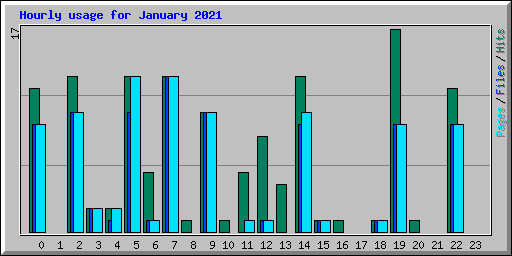 Hourly usage for January 2021
17
Pages/Files/Hits
0 1 2 3 4 5 6 7 8 9 10 11 12 13 14 15 16 17 18 19 20 21 22 23